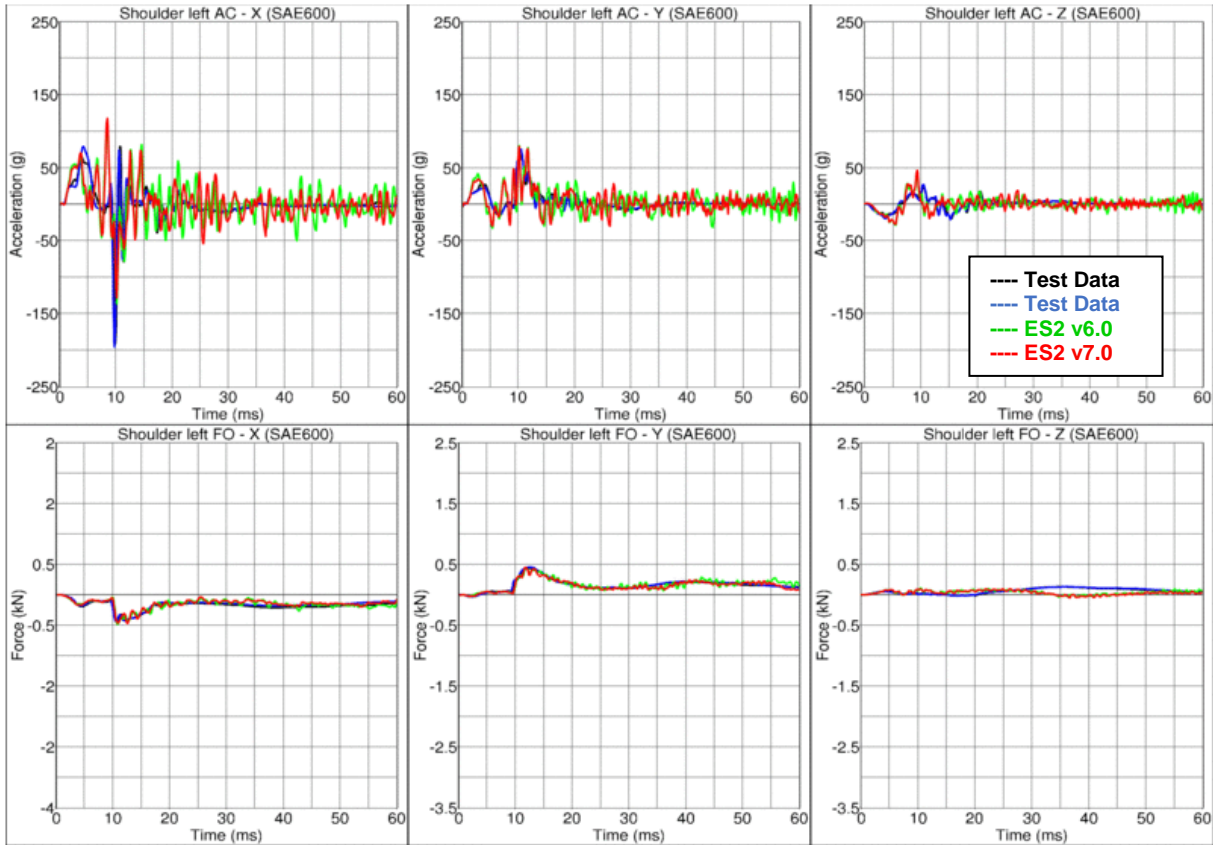 Shoulder left AC - X (SAE600)
250
150
50
-50
-150
-250
Acceleration (g)
0 10 20 30 40 50 60
Time (ms)
Shoulder left AC - Y (SAE600)
250
150
50
-50
-150
-250
Acceleration (g)
0 10 20 30 40 50 60
Time (ms)
Shoulder left AC - Z (SAE600)
250
150
50
-50
-150
-250
Acceleration (g)
0 10 20 30 40 50 60
Time (ms)
---- Test Data
---- Test Data
---- ES2 v6.0
---- ES2 v7.0
Shoulder left FO - X (SAE600)
2
2
0.5
-0.5
-2
-2
-4
Force (kN)
0 10 20 30 40 50 60
Time (ms)
Shoulder left FO - Y (SAE600)
2.5
1.5
0.5
-0.5
-1.5
-2.5
-3.5
Force (kN)
0 10 20 30 40 50 60
Time (ms)
Shoulder left FO - Z (SAE600)
2.5
1.5
0.5
-0.5
-1.5
-2.5
-3.5
Force (kN)
0 10 20 30 40 50 60
Time (ms)